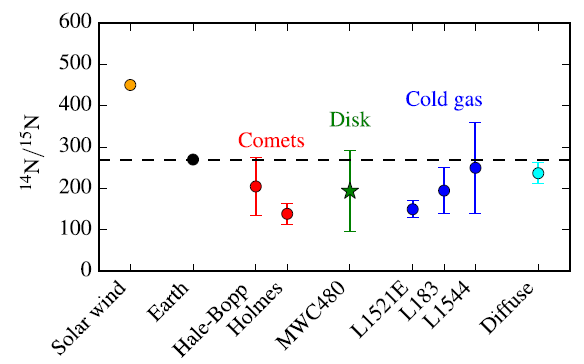 600
500
400
300
200
100
0
¹⁴N/¹⁵N
Comets
Disk
Cold gas
Solar wind
Earth
Hale-Bopp
Holmes
MWC480
L1521E
L183
L1544
Diffuse